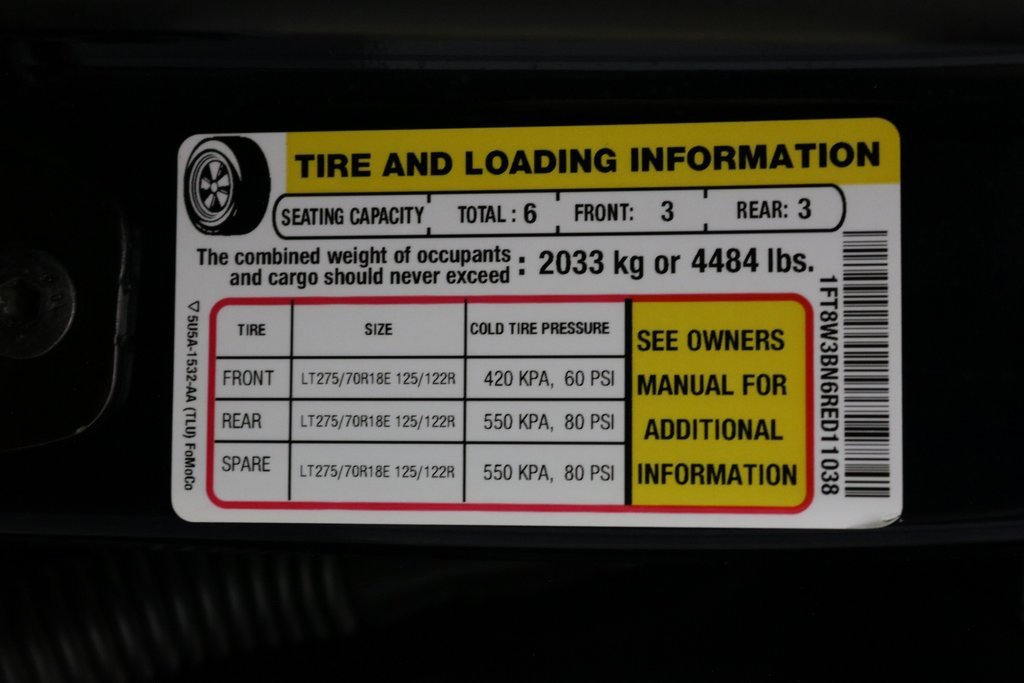 TIRE AND LOADING INFORMATION
SEATING CAPACITY TOTAL : 6 FRONT: 3 REAR: 3
The combined weight of occupants
and cargo should never exceed : 2033 kg or 4484 lbs.
TIRE SIZE COLD TIRE PRESSURE
FRONT LT275/70R18E 125/122R 420 KPA, 60 PSI
REAR LT275/70R18E 125/122R 550 KPA, 80 PSI
SPARE LT275/70R18E 125/122R 550 KPA, 80 PSI
SEE OWNERS
MANUAL FOR
ADDITIONAL
INFORMATION
1FT8W3BN6RED11038
5U5A-1532-AA (TLU) FoMoCo